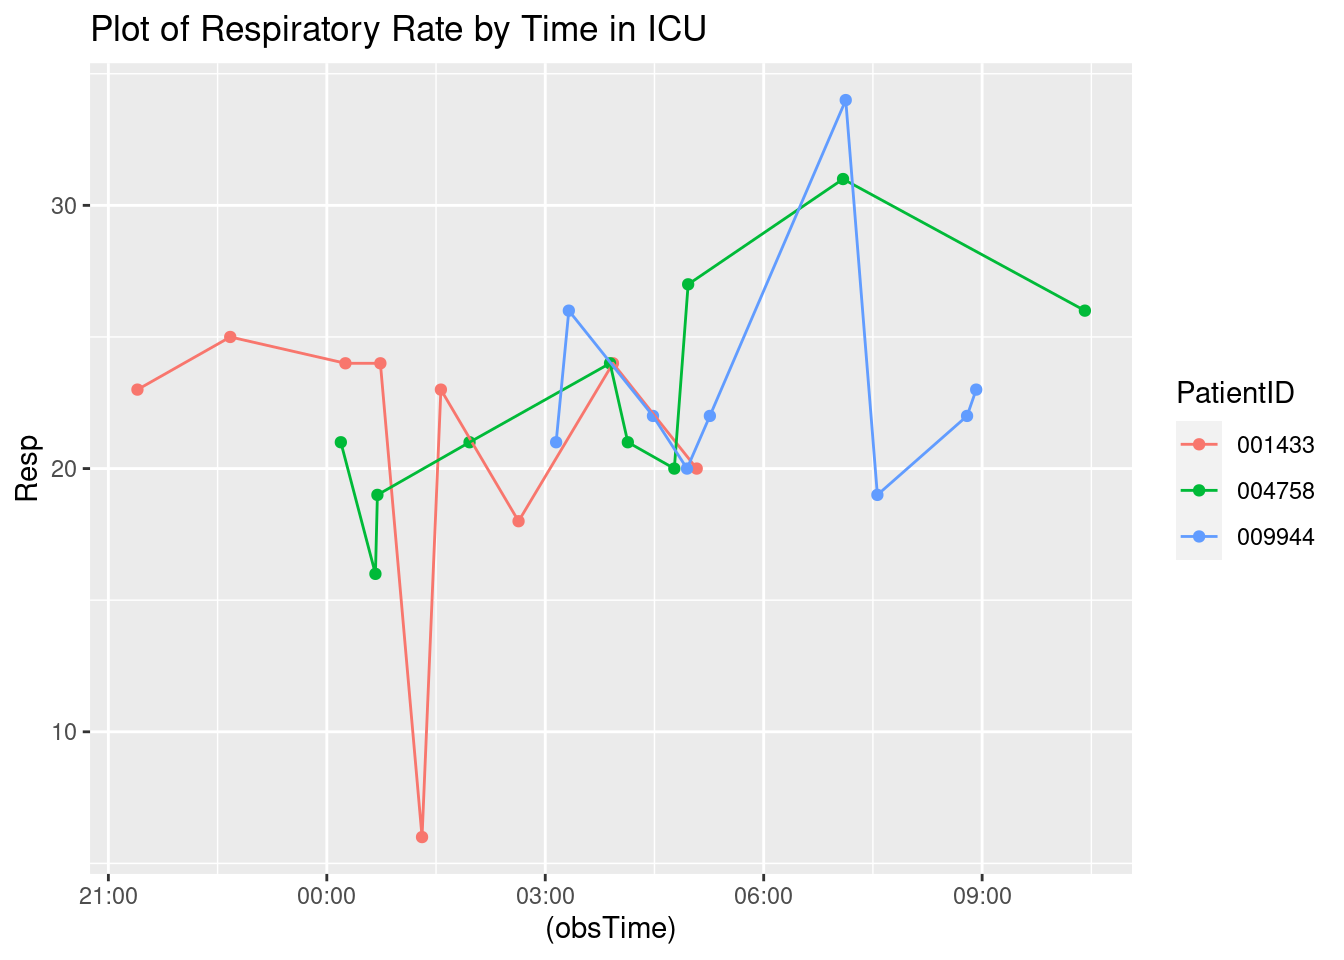 Plot of Respiratory Rate by Time in ICU
30
20
10
Resp
21:00 00:00 03:00 06:00 09:00
(obsTime)
PatientID
001433
004758
009944